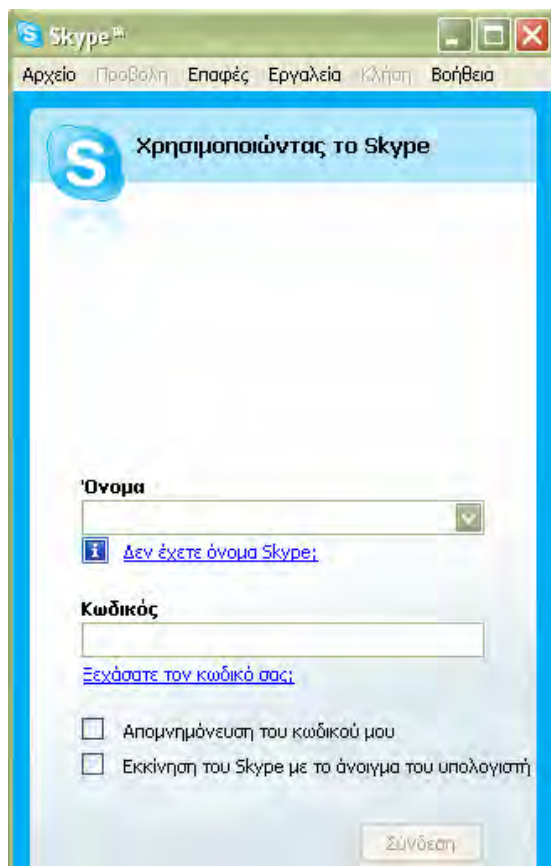 Skype™
Αρχείο Προβολη Επαφές Εργαλεία Κλήση Βοήθεια
Χρησιμοποιώντας το Skype
Όνομα
Δεν έχετε όνομα Skype;
Κωδικός
Ξεχάσατε τον κωδικό σας;
Απομνημόνευση του κωδικού μου
Εκκίνηση του Skype με το άνοιγμα του υπολογιστή
Σύνδεση